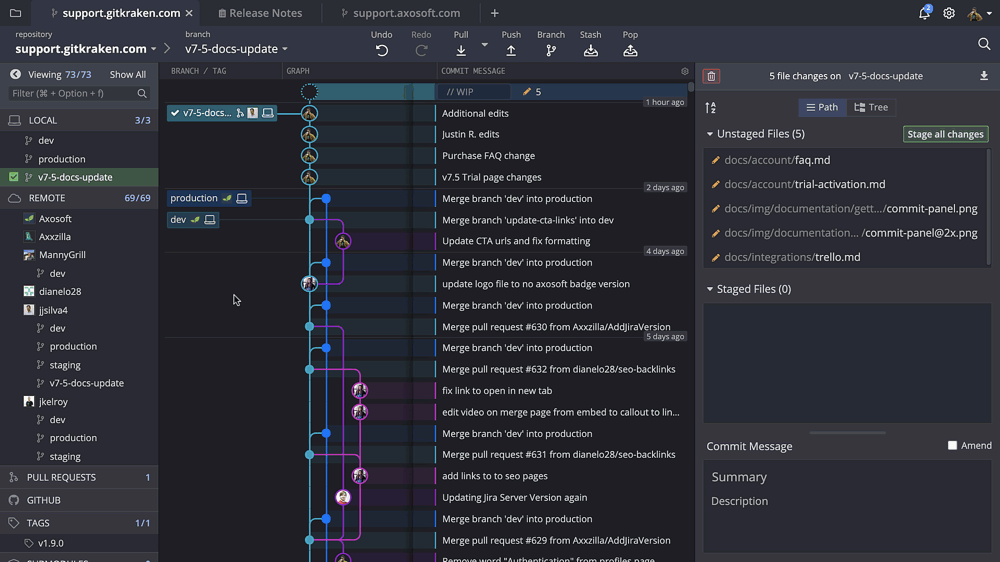 support.gitkraken.com
Release Notes
support.axosoft.com
2
repository
support.gitkraken.com
branch
v7-5-docs-update
Undo
Redo
Pull
Push
Branch
Stash
Pop
Viewing 73/73 Show All
Filter (⌘ + Option + f)
LOCAL 3/3
dev
production
v7-5-docs-update
REMOTE 69/69
Axosoft
Axxzilla
MannyGrill
dev
dianelo28
jjsilva4
dev
production
staging
v7-5-docs-update
jkelroy
dev
production
staging
PULL REQUESTS 1
GITHUB
TAGS 1/1
v1.9.0
SUBMODULES
BRANCH / TAG GRAPH COMMIT MESSAGE
// WIP 5
1 hour ago
v7-5-docs... Additional edits
Justin R. edits
Purchase FAQ change
v7.5 Trial page changes
2 days ago
production Merge branch 'dev' into production
dev Merge branch 'update-cta-links' into dev
Update CTA urls and fix formatting
4 days ago
Merge branch 'dev' into production
update logo file to no axosoft badge version
Merge branch 'dev' into production
Merge pull request #630 from Axxzilla/AddJiraVersion
5 days ago
Merge branch 'dev' into production
Merge pull request #632 from dianelo28/seo-backlinks
fix link to open in new tab
edit video on merge page from embed to callout to lin...
Merge branch 'dev' into production
Merge pull request #631 from dianelo28/seo-backlinks
add links to to seo pages
Updating Jira Server Version again
Merge branch 'dev' into production
Merge pull request #629 from Axxzilla/AddJiraVersion
Remove word "Authentication" from profiles page
5 file changes on v7-5-docs-update
Path Tree
Unstaged Files (5) Stage all changes
docs/account/faq.md
docs/account/trial-activation.md
docs/img/documentation/gett.../commit-panel.png
docs/img/documentation... /commit-panel@2x.png
docs/integrations/trello.md
Staged Files (0)
Commit Message Amend
Summary
Description